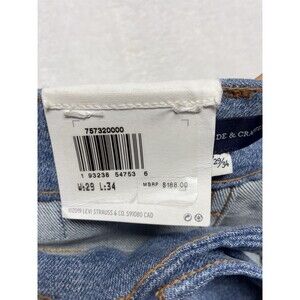 757320000
DE & CRA
29/34
1 93238 54753 6
W:29 L:34
MSRP $188.00
©2019 LEVI STRAUSS & CO. S91080 CAD